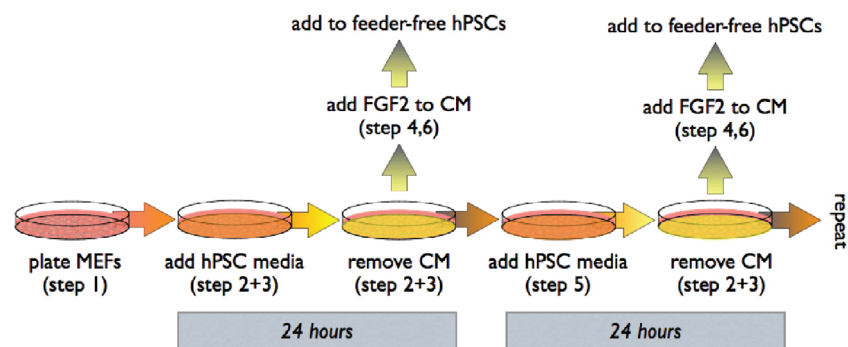 add to feeder-free hPSCs
add to feeder-free hPSCs
add FGF2 to CM
(step 4,6)
add FGF2 to CM
(step 4,6)
plate MEFs
(step 1)
add hPSC media
(step 2+3)
remove CM
(step 2+3)
add hPSC media
(step 5)
remove CM
(step 2+3)
repeat
24 hours
24 hours